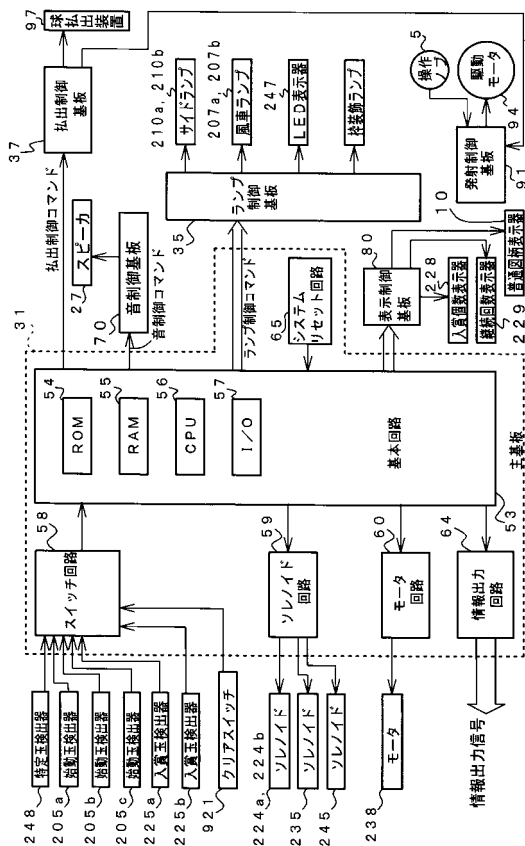 248
特定玉検出器
205a
始動玉検出器
205b
始動玉検出器
205c
始動玉検出器
225a
入賞玉検出器
225b
入賞玉検出器
921
クリアスイッチ
224a, 224b
ソレノイド
235
ソレノイド
245
ソレノイド
238
モータ
情報出力信号
58
スイッチ回路
59
ソレノイド
回路
60
モータ
回路
64
情報出力
回路
31
54
ROM
55
RAM
56
CPU
57
I/O
基本回路
53
主基板
65
システム
リセット回路
払出制御コマンド
音制御コマンド
ランプ制御コマンド
37
払出制御
基板
97
球払出装置
27
スピーカ
70
音制御基板
35
ランプ
制御
基板
210a, 210b
サイドランプ
207a, 207b
風車ランプ
247
LED表示器
枠装飾ランプ
80
表示制御
基板
228
入賞個数表示器
229
継続回数表示器
10
普通図柄表示器
91
発射制御
基板
5
操作
ノブ
94
駆動
モータ